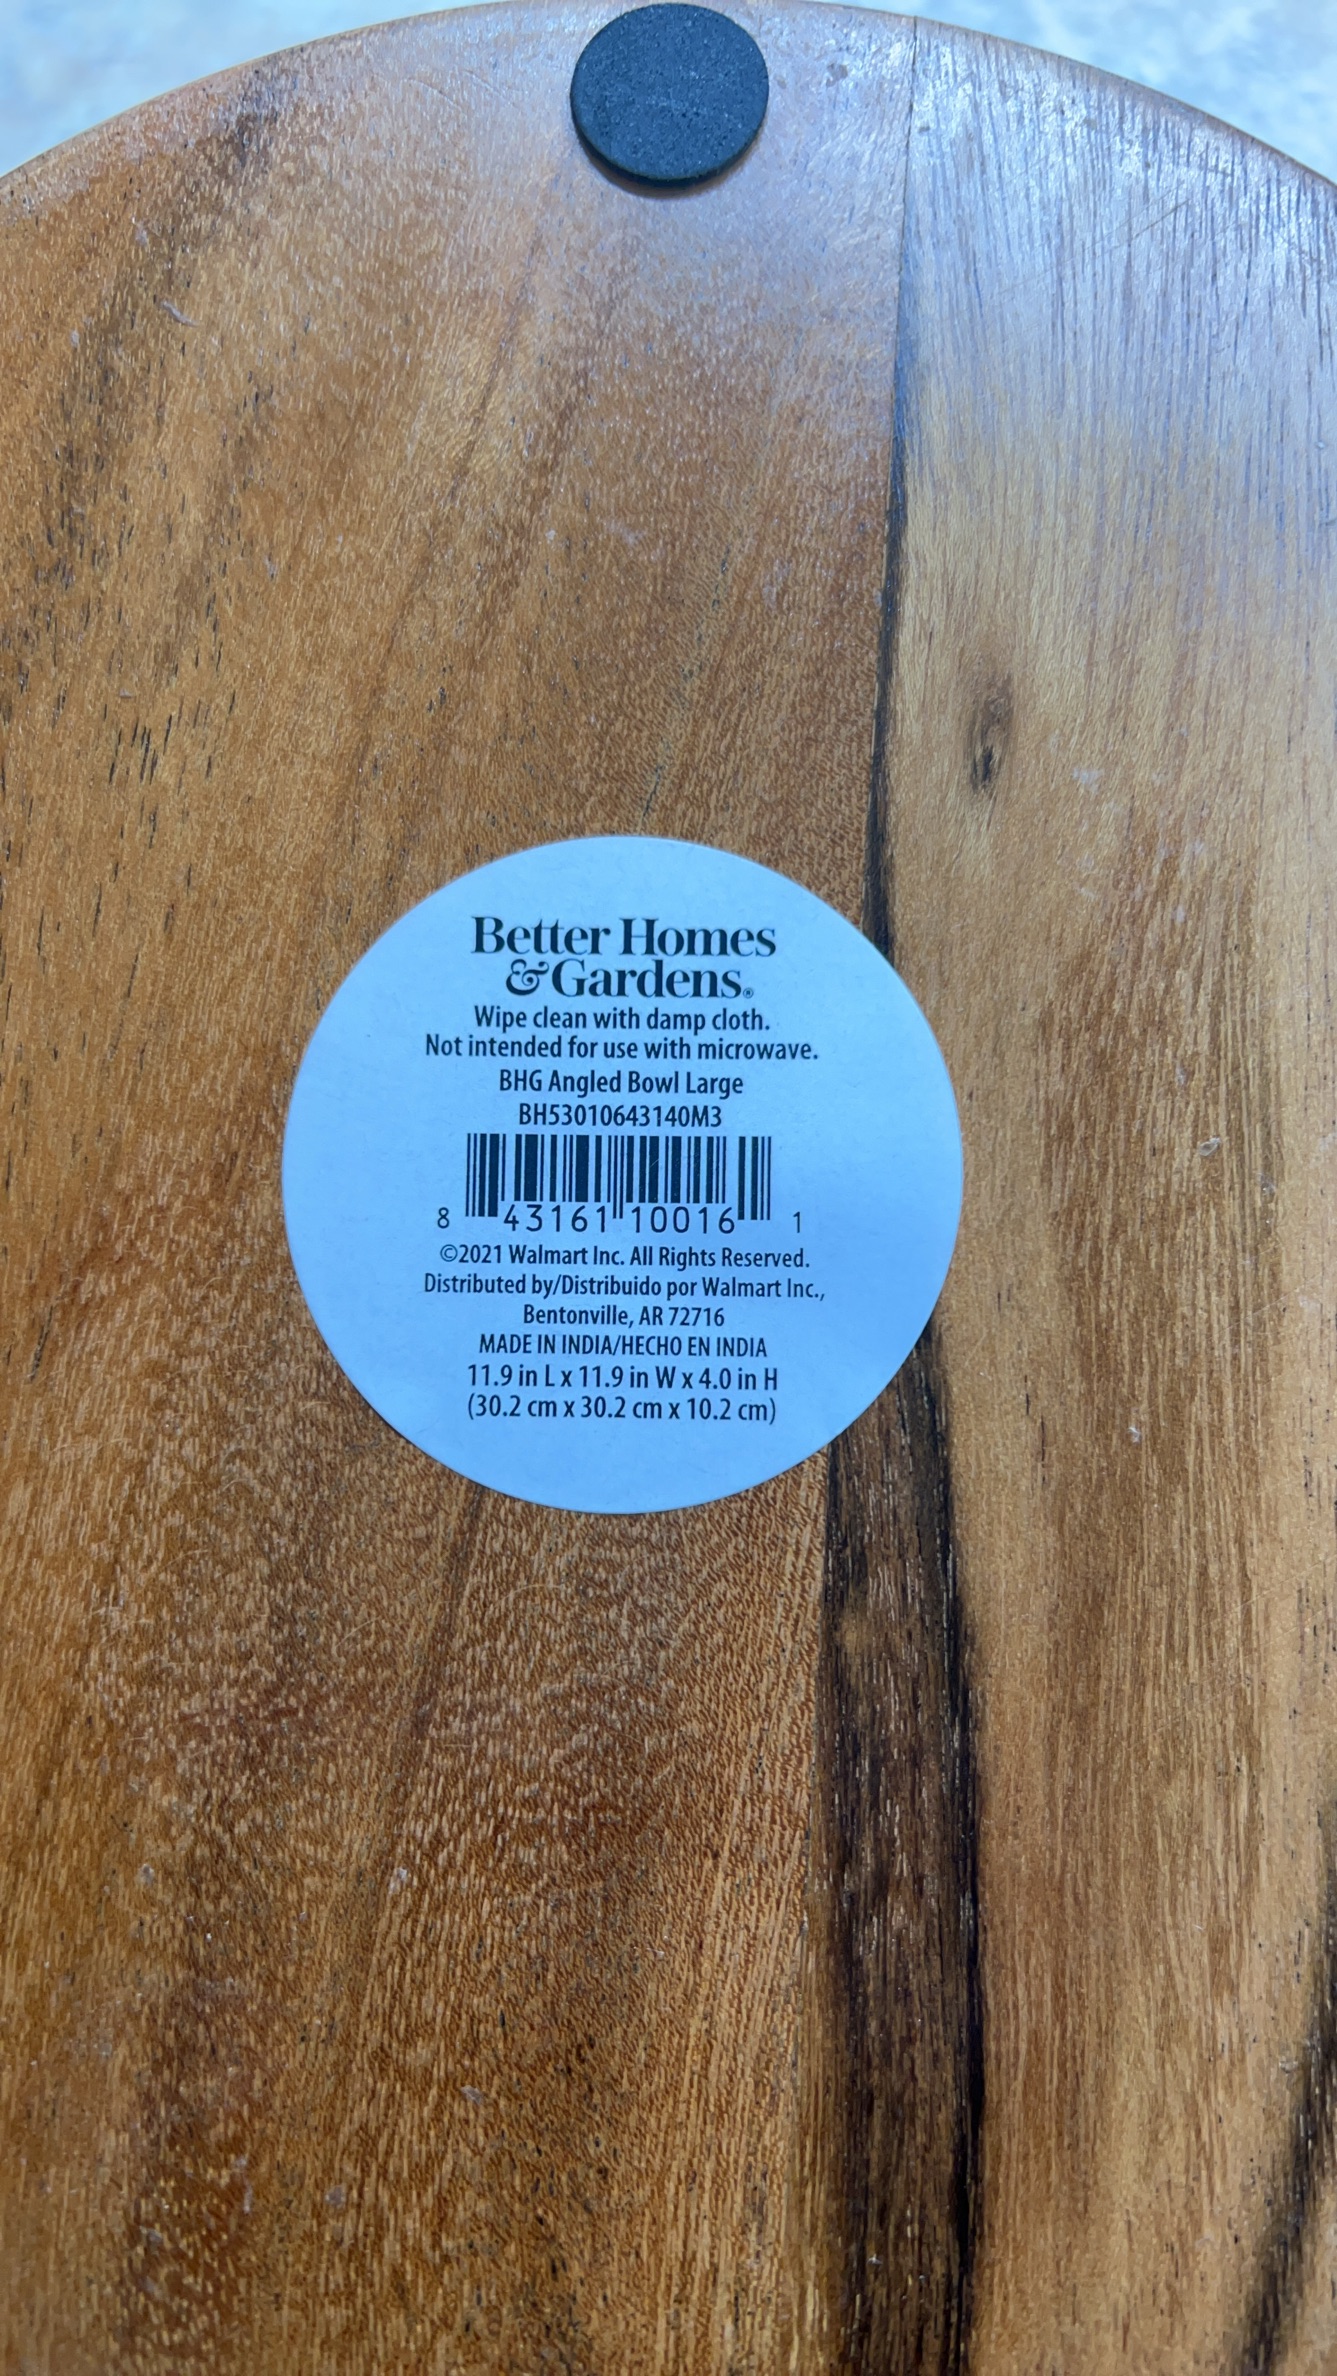 Better Homes
& Gardens®
Wipe clean with damp cloth.
Not intended for use with microwave.
BHG Angled Bowl Large
BH53010643140M3
8 43161 10016 1
©2021 Walmart Inc. All Rights Reserved.
Distributed by/Distribuido por Walmart Inc.,
Bentonville, AR 72716
MADE IN INDIA/HECHO EN INDIA
11.9 in L x 11.9 in W x 4.0 in H
(30.2 cm x 30.2 cm x 10.2 cm)